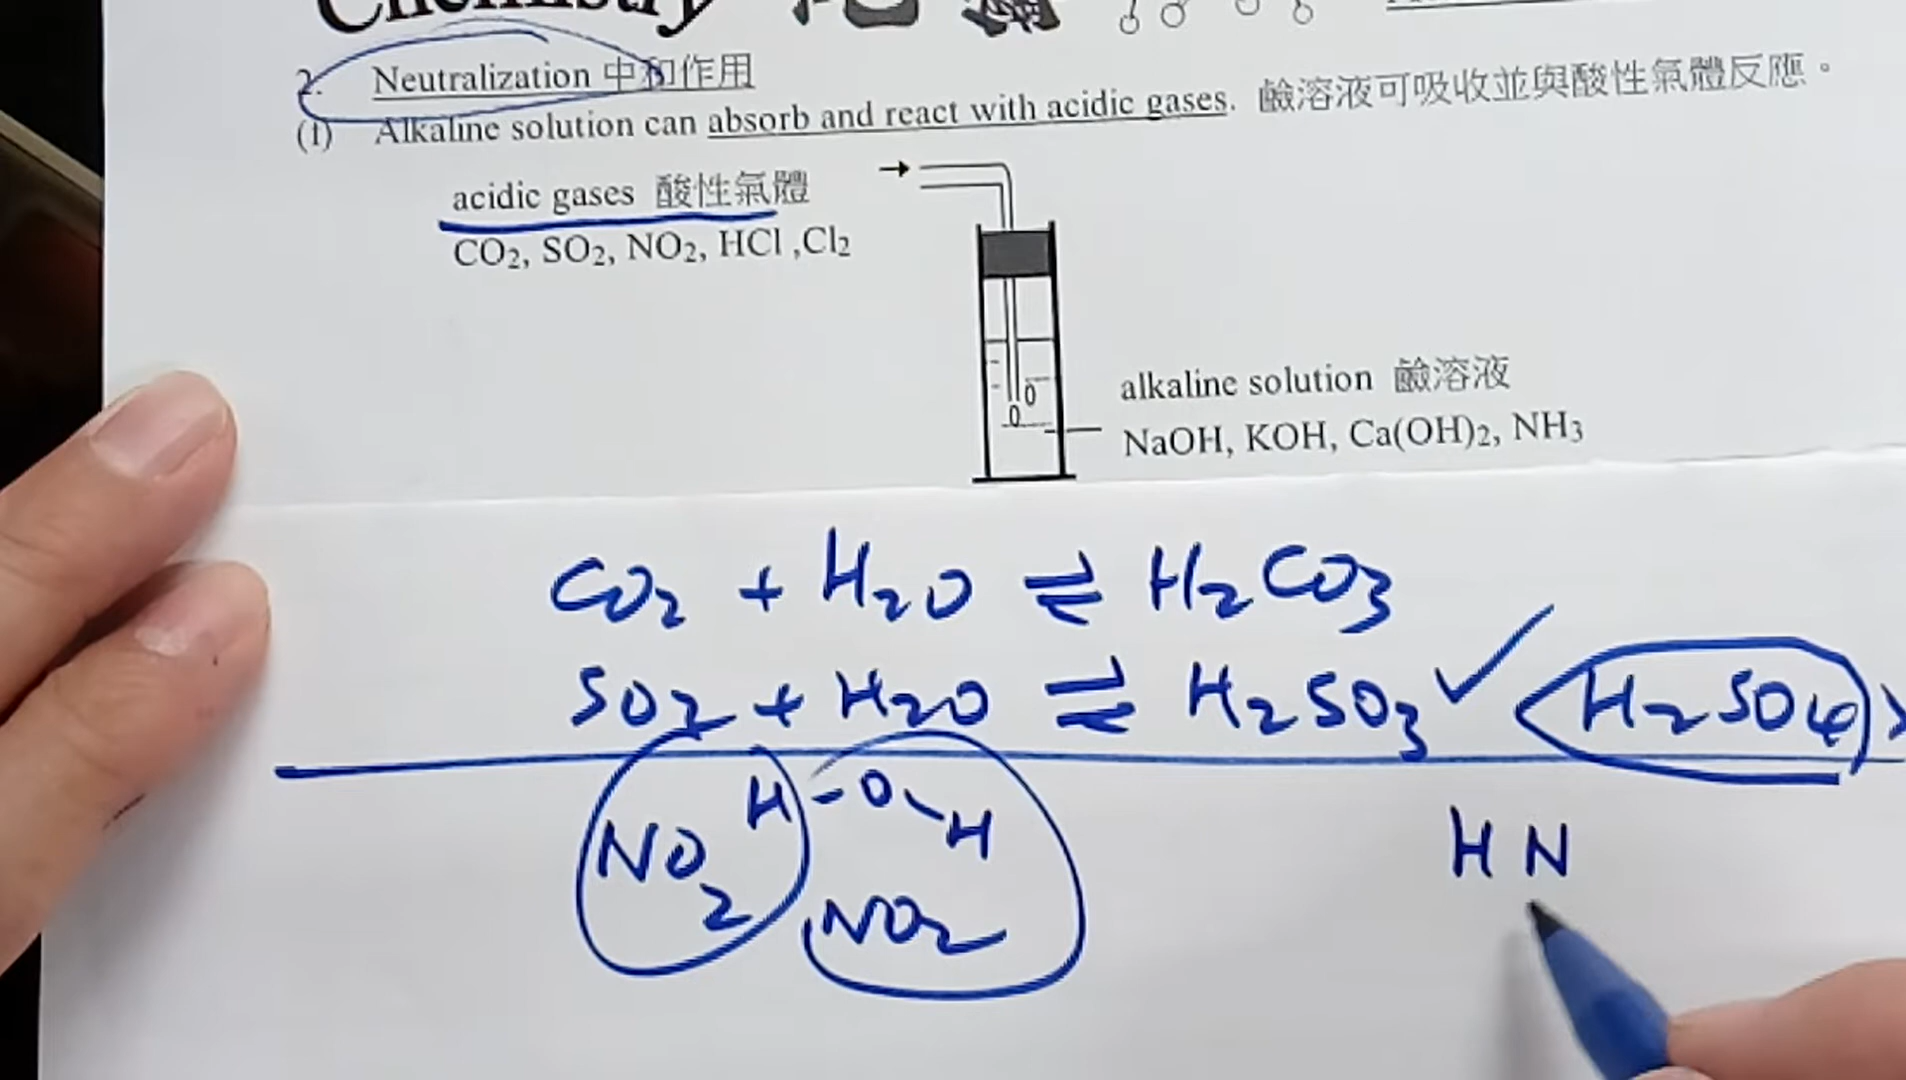 Chemistry 化學
2. Neutralization 中和作用
(1) Alkaline solution can absorb and react with acidic gases. 鹼溶液可吸收並與酸性氣體反應。
acidic gases 酸性氣體
CO2, SO2, NO2, HCl ,Cl2
alkaline solution 鹼溶液
NaOH, KOH, Ca(OH)2, NH3
CO2 + H2O ⇌ H2CO3
SO2 + H2O ⇌ H2SO3 ✓ H2SO4
H-O-H
NO2
NO2
HN